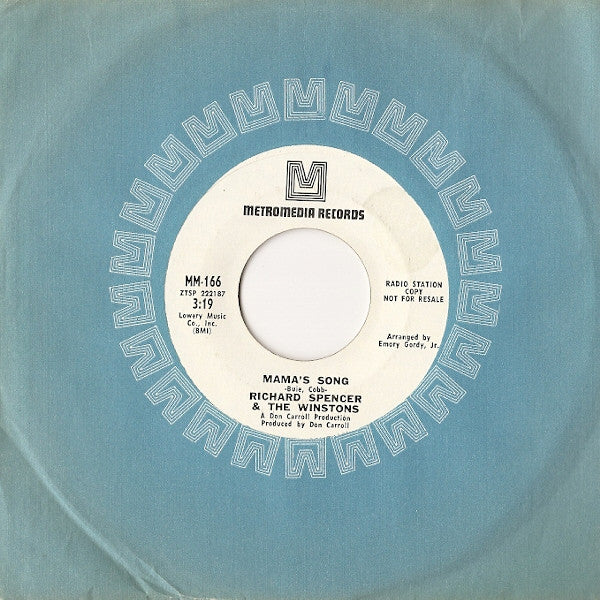 METROMEDIA RECORDS
MM-166
ZTSP 222187
3:19
Lowery Music
Co., Inc.
(BMI)
RADIO STATION
COPY
NOT FOR RESALE
Arranged by
Emory Gordy, Jr.
MAMA'S SONG
-Buie, Cobb-
RICHARD SPENCER
& THE WINSTONS
A Don Carroll Production
Produced by Don Carroll